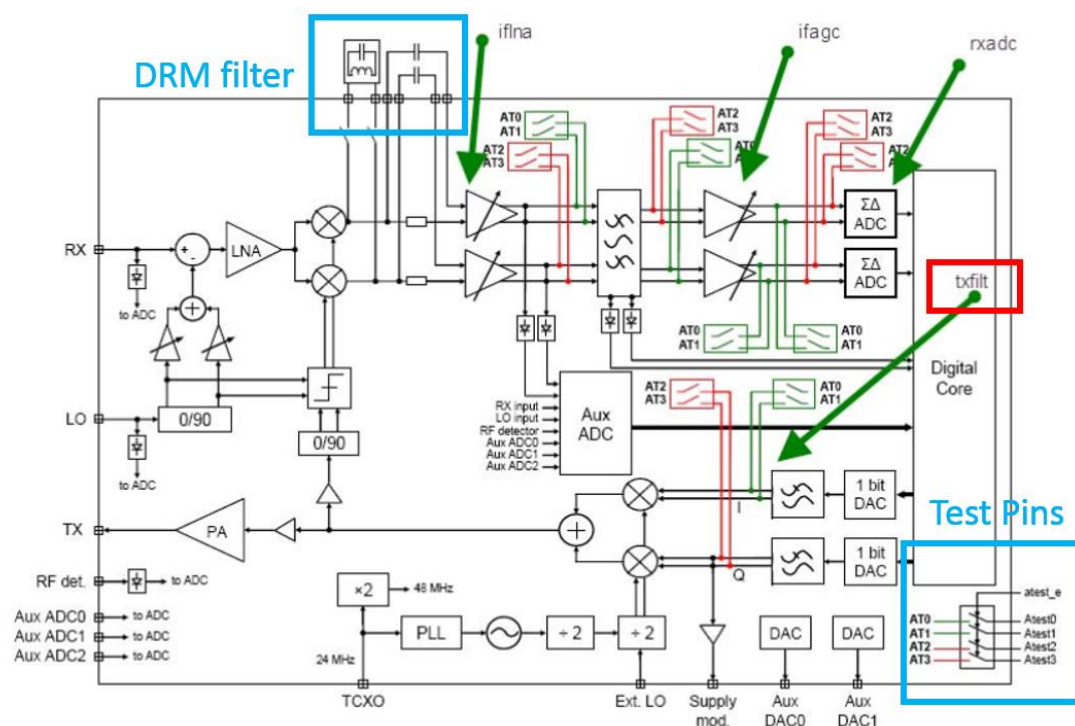 iflna
ifagc
rxadc
DRM filter
AT0
AT1
AT2
AT3
AT2
AT3
AT0
AT2
AT3
AT2
AT3
RX
+
-
LNA
to ADC
+
ΣΔ
ADC
ΣΔ
ADC
txfilt
AT0
AT1
AT0
AT1
Digital
Core
LO
0/90
to ADC
0/90
RX input
LO input
RF detector
Aux ADC0
Aux ADC1
Aux ADC2
Aux
ADC
AT2
AT3
AT0
AT1
TX
PA
+
I
Q
1 bit
DAC
1 bit
DAC
Test Pins
RF det.
to ADC
Aux ADC0
to ADC
Aux ADC1
to ADC
Aux ADC2
to ADC
×2
48 MHz
24 MHz
PLL
÷ 2
÷ 2
DAC
DAC
atest_e
AT0
Atest0
AT1
Atest1
AT2
Atest2
AT3
Atest3
TCXO
Ext. LO
Supply
mod.
Aux
DAC0
Aux
DAC1